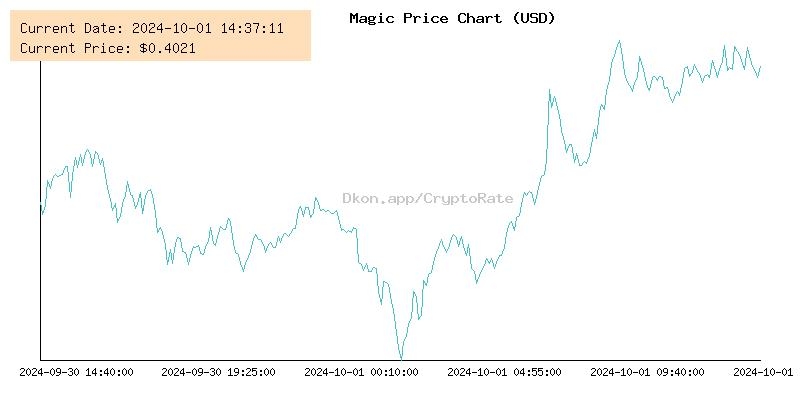 Magic Price Chart (USD)
Current Date: 2024-10-01 14:37:11
Current Price: $0.4021
Dkon.app/CryptoRate
2024-09-30 14:40:00 2024-09-30 19:25:00 2024-10-01 00:10:00 2024-10-01 04:55:00 2024-10-01 09:40:00 2024-10-01